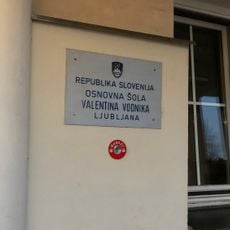 REPUBLIKA SLOVENIJA
OSNOVNA ŠOLA
VALENTINA VODNIKA
LJUBLJANA